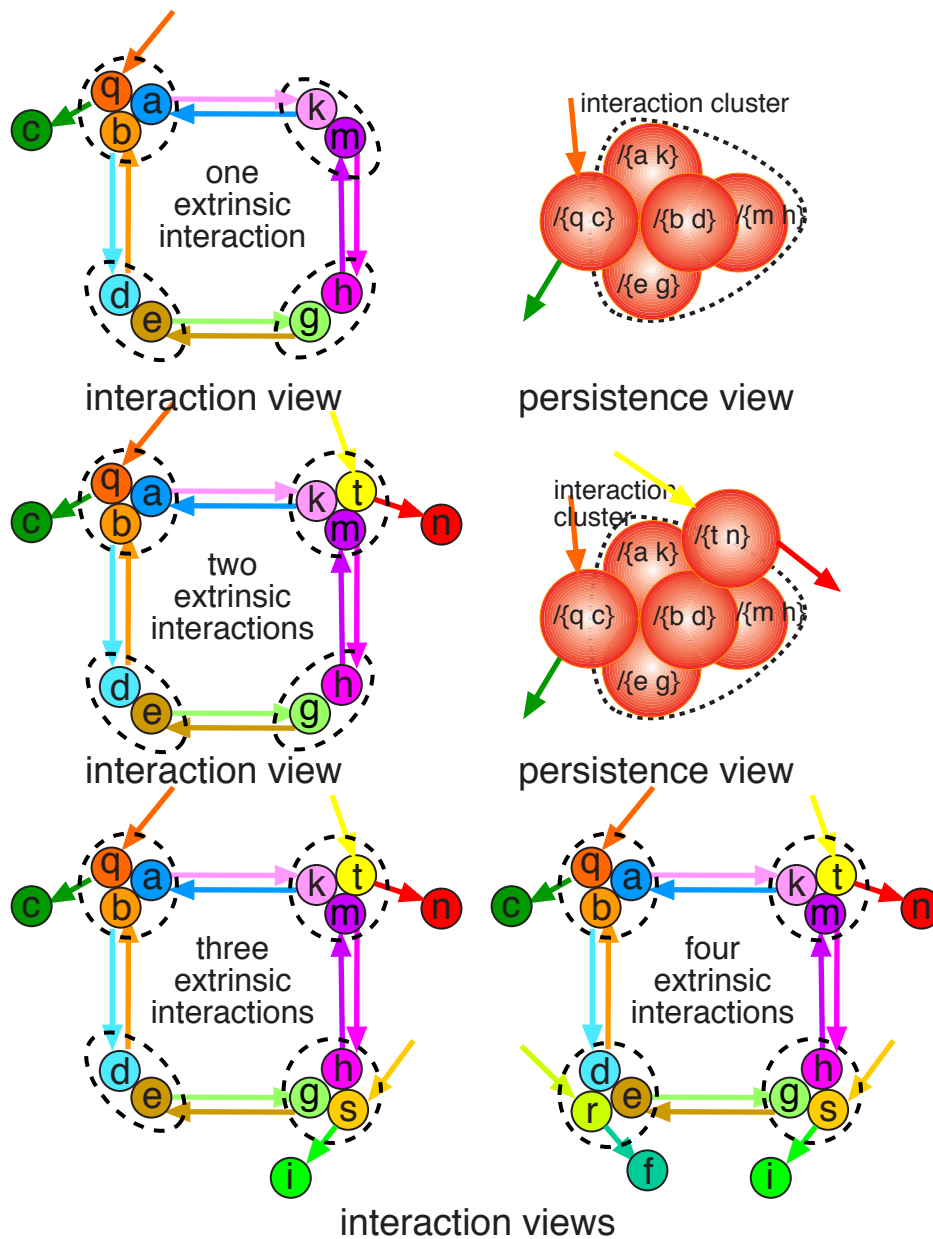 q
a
k
c
b
m
one
extrinsic
interaction
d
h
e
g
interaction view
interaction cluster
/{a k}
/{q c}
/{b d}
/{m h}
/{e g}
persistence view
q
a
k
t
c
b
m
n
two
extrinsic
interactions
d
h
e
g
interaction view
interaction
cluster
/{t n}
/{a k}
/{q c}
/{b d}
/{m h}
/{e g}
persistence view
q
a
k
t
c
b
m
n
three
extrinsic
interactions
d
h
e
g
s
i
q
a
k
t
c
b
m
n
four
extrinsic
interactions
d
h
r
e
g
s
f
i
interaction views